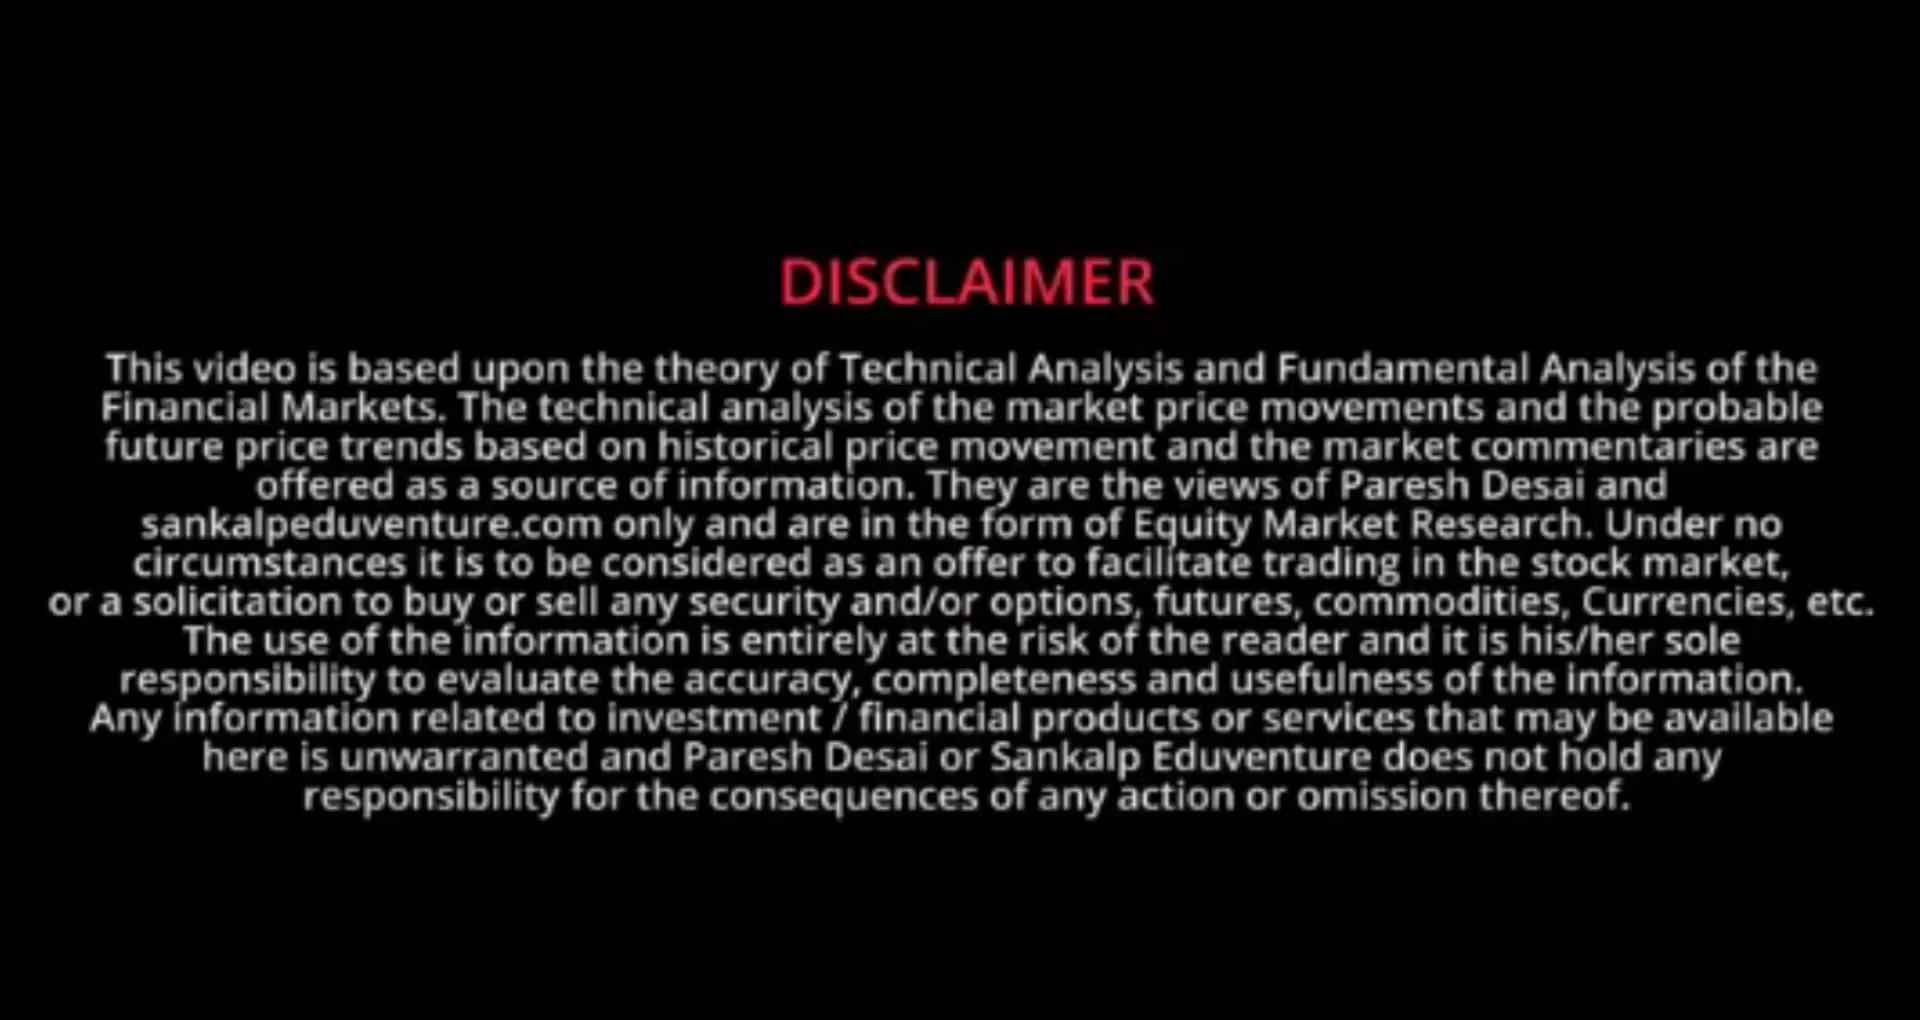 DISCLAIMER
This video is based upon the theory of Technical Analysis and Fundamental Analysis of the
Financial Markets. The technical analysis of the market price movements and the probable
future price trends based on historical price movement and the market commentaries are
offered as a source of information. They are the views of Paresh Desai and
sankalpeduventure.com only and are in the form of Equity Market Research. Under no
circumstances it is to be considered as an offer to facilitate trading in the stock market,
or a solicitation to buy or sell any security and/or options, futures, commodities, Currencies, etc.
The use of the information is entirely at the risk of the reader and it is his/her sole
responsibility to evaluate the accuracy, completeness and usefulness of the information.
Any information related to investment / financial products or services that may be available
here is unwarranted and Paresh Desai or Sankalp Eduventure does not hold any
responsibility for the consequences of any action or omission thereof.